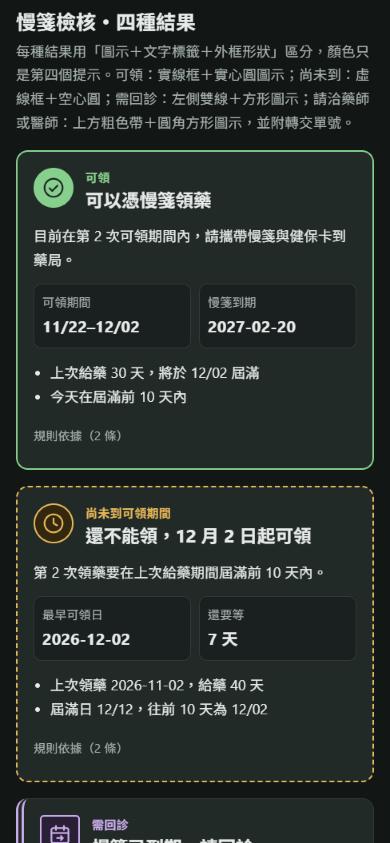 慢箋檢核・四種結果
每種結果用「圖示＋文字標籤＋外框形狀」區分，顏色只
是第四個提示。可領：實線框＋實心圓圖示；尚未到：虛
線框＋空心圓；需回診：左側雙線＋方形圖示；請洽藥師
或醫師：上方粗色帶＋圓角方形圖示，並附轉交單號。
可領
可以憑慢箋領藥
目前在第 2 次可領期間內，請攜帶慢箋與健保卡到
藥局。
可領期間
11/22–12/02
慢箋到期
2027-02-20
• 上次給藥 30 天，將於 12/02 屆滿
• 今天在屆滿前 10 天內
規則依據（2 條）
尚未到可領期間
還不能領，12 月 2 日起可領
第 2 次領藥要在上次給藥期間屆滿前 10 天內。
最早可領日
2026-12-02
還要等
7 天
• 上次領藥 2026-11-02，給藥 40 天
• 屆滿日 12/12，往前 10 天為 12/02
規則依據（2 條）
需回診